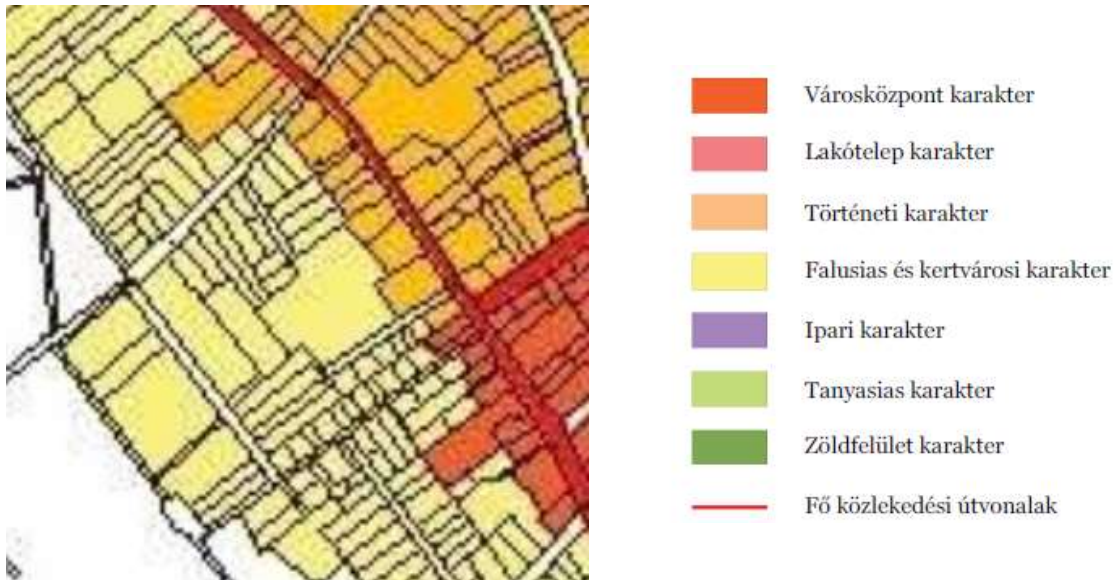 Városközpont karakter
Lakótelep karakter
Történeti karakter
Falusias és kertvárosi karakter
Ipari karakter
Tanyasias karakter
Zöldfelület karakter
Fő közlekedési útvonalak